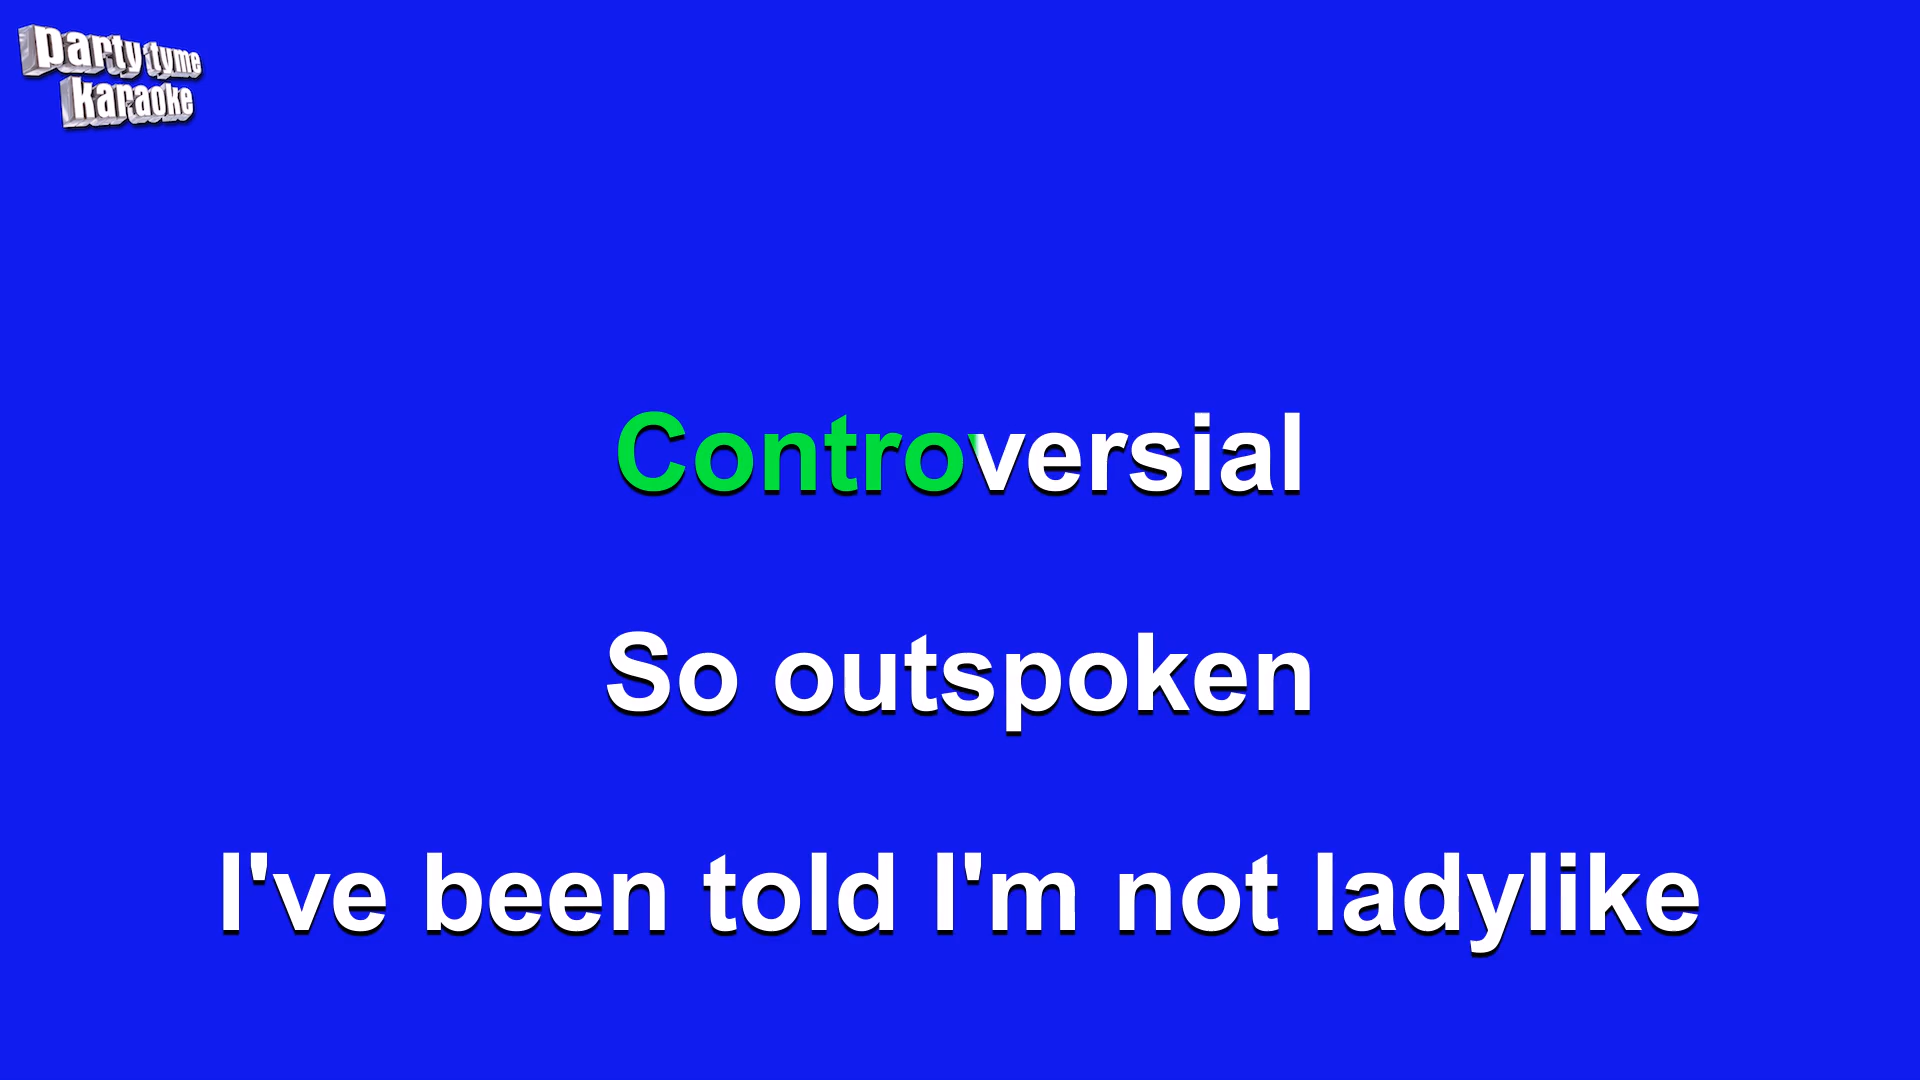 party tyme
karaoke
Controversial
So outspoken
I've been told I'm not ladylike